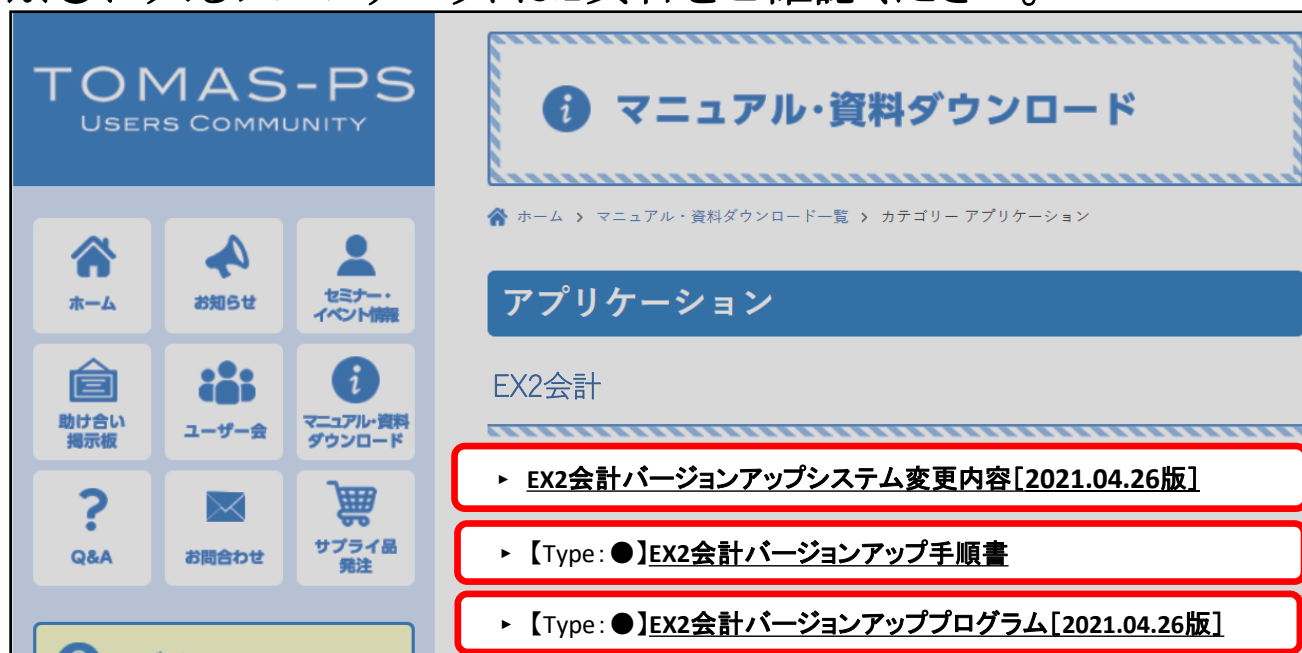 TOMAS-PS
USERS COMMUNITY
ホーム
お知らせ
セミナー・
イベント情報
助け合い
掲示板
ユーザー会
マニュアル・資料
ダウンロード
Q&A
お問合わせ
サプライ品
発注
マニュアル・資料ダウンロード
ホーム > マニュアル・資料ダウンロード一覧 > カテゴリー アプリケーション
アプリケーション
EX2会計
▸ EX2会計バージョンアップシステム変更内容[2021.04.26版]
▸ 【Type:●】EX2会計バージョンアップ手順書
▸ 【Type:●】EX2会計バージョンアッププログラム[2021.04.26版]